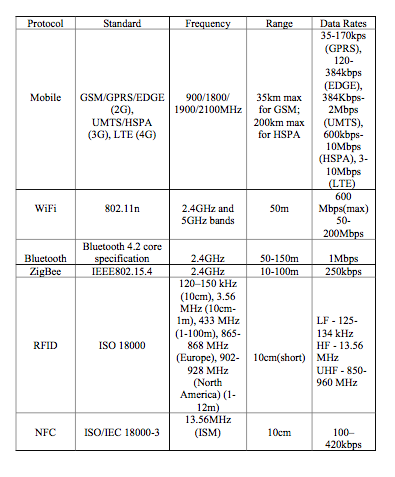 Protocol Standard Frequency Range Data Rates
Mobile
GSM/GPRS/EDGE
(2G),
UMTS/HSPA
(3G), LTE (4G)
900/1800/
1900/2100MHz
35km max
for GSM;
200km max
for HSPA
35-170kps
(GPRS),
120-
384kbps
(EDGE),
384Kbps-
2Mbps
(UMTS),
600kbps-
10Mbps
(HSPA), 3-
10Mbps
(LTE)
WiFi
802.11n
2.4GHz and
5GHz bands
50m
600
Mbps(max)
50-
200Mbps
Bluetooth
Bluetooth 4.2 core
specification
2.4GHz
50-150m
1Mbps
ZigBee IEEE802.15.4 2.4GHz 10-100m 250kbps
RFID
ISO 18000
120–150 kHz
(10cm), 3.56
MHz (10cm-
1m), 433 MHz
(1-100m), 865-
868 MHz
(Europe), 902-
928 MHz
(North
America) (1-
12m)
10cm(short)
LF - 125-
134 kHz
HF - 13.56
MHz
UHF - 850-
960 MHz
NFC
ISO/IEC 18000-3
13.56MHz
(ISM)
10cm
100–
420kbps